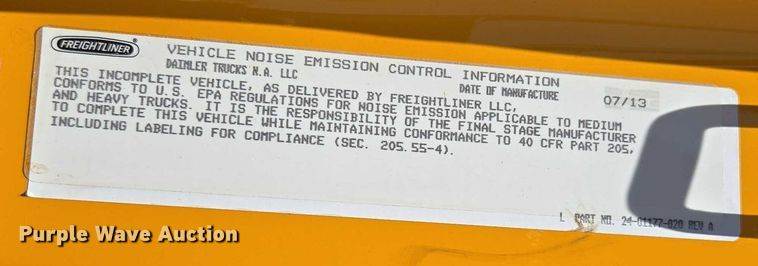 FREIGHTLINER
VEHICLE NOISE EMISSION CONTROL INFORMATION
DAIMLER TRUCKS N.A. LLC
DATE OF MANUFACTURE 07/13
THIS INCOMPLETE VEHICLE, AS DELIVERED BY FREIGHTLINER LLC,
CONFORMS TO U.S. EPA REGULATIONS FOR NOISE EMISSION APPLICABLE TO MEDIUM
AND HEAVY TRUCKS. IT IS THE RESPONSIBILITY OF THE FINAL STAGE MANUFACTURER
TO COMPLETE THIS VEHICLE WHILE MAINTAINING CONFORMANCE TO 40 CFR PART 205,
INCLUDING LABELING FOR COMPLIANCE (SEC. 205.55-4).
L PART NO. 24-01177-020 REV A
Purple Wave Auction